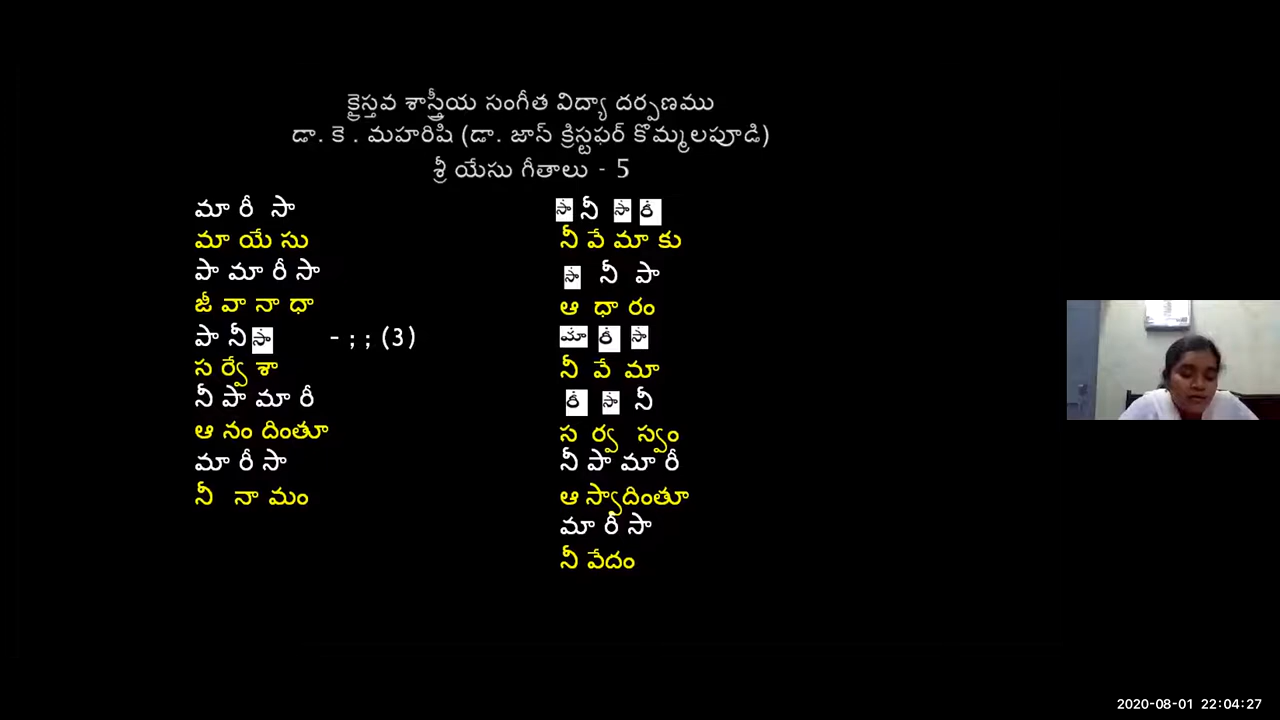 క్రైస్తవ శాస్త్రీయ సంగీత విద్యా దర్పణము
డా. కె . మహరిషి (డా. జాస్ క్రిస్టఫర్ కొమ్మలపూడి)
శ్రీ యేసు గీతాలు - 5
మా రీ సా
మా యే సు
పా మా రీ సా
జీ వా నా ధా
పా నీ సా - ; ; (3)
స ర్వే శా
నీ పా మా రీ
ఆ నం దింతూ
మా రీ సా
నీ నా మం
సా నీ సా రీ
నీ వే మా కు
సా నీ పా
ఆ ధా రం
మా రీ సా
నీ వే మా
రీ సా నీ
స ర్వ స్వం
నీ పా మా రీ
ఆ స్వాదింతూ
మా రీ సా
నీ వేదం
2020-08-01 22:04:27